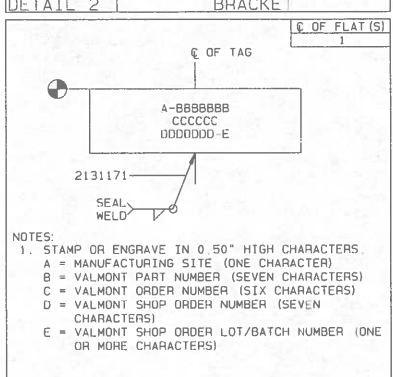 DETAIL 2 BRACKET
℄ OF FLAT(S)
1
℄ OF TAG
A-BBBBBBB
CCCCCC
DDDDDDD-E
2131171
SEAL
WELD
NOTES:
1. STAMP OR ENGRAVE IN 0.50" HIGH CHARACTERS.
A = MANUFACTURING SITE (ONE CHARACTER)
B = VALMONT PART NUMBER (SEVEN CHARACTERS)
C = VALMONT ORDER NUMBER (SIX CHARACTERS)
D = VALMONT SHOP ORDER NUMBER (SEVEN
CHARACTERS)
E = VALMONT SHOP ORDER LOT/BATCH NUMBER (ONE
OR MORE CHARACTERS)